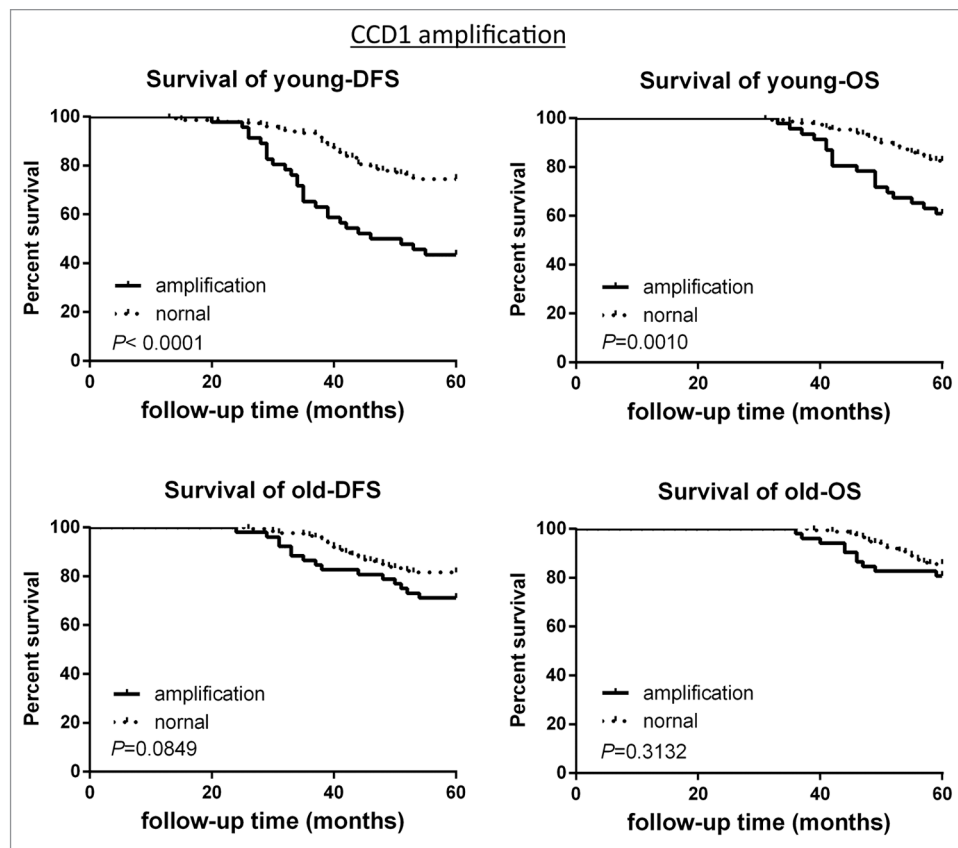 CCD1 amplification
Survival of young-DFS
Percent survival
100
80
60
40
20
0
amplification
nornal
P< 0.0001
0 20 40 60
follow-up time (months)
Survival of young-OS
Percent survival
100
80
60
40
20
0
amplification
nornal
P=0.0010
0 20 40 60
follow-up time (months)
Survival of old-DFS
Percent survival
100
80
60
40
20
0
amplification
nornal
P=0.0849
0 20 40 60
follow-up time (months)
Survival of old-OS
Percent survival
100
80
60
40
20
0
amplification
nornal
P=0.3132
0 20 40 60
follow-up time (months)